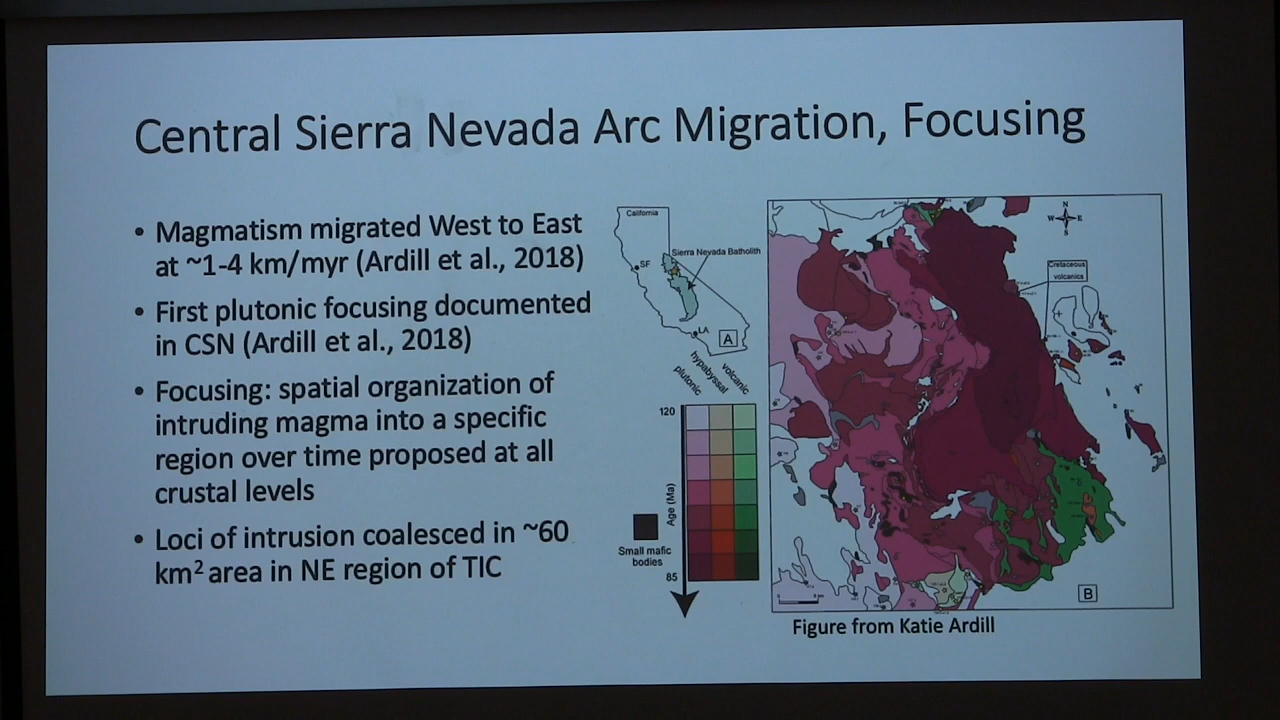 Central Sierra Nevada Arc Migration, Focusing
• Magmatism migrated West to East
at ~1-4 km/myr (Ardill et al., 2018)
• First plutonic focusing documented
in CSN (Ardill et al., 2018)
• Focusing: spatial organization of
intruding magma into a specific
region over time proposed at all
crustal levels
• Loci of intrusion coalesced in ~60
km² area in NE region of TIC
California
Sierra Nevada Batholith
SF
LA
A
plutonic
hypabyssal
volcanic
120
Age (Ma)
85
Small mafic
bodies
N
W
E
S
Cretaceous
volcanics
B
Figure from Katie Ardill